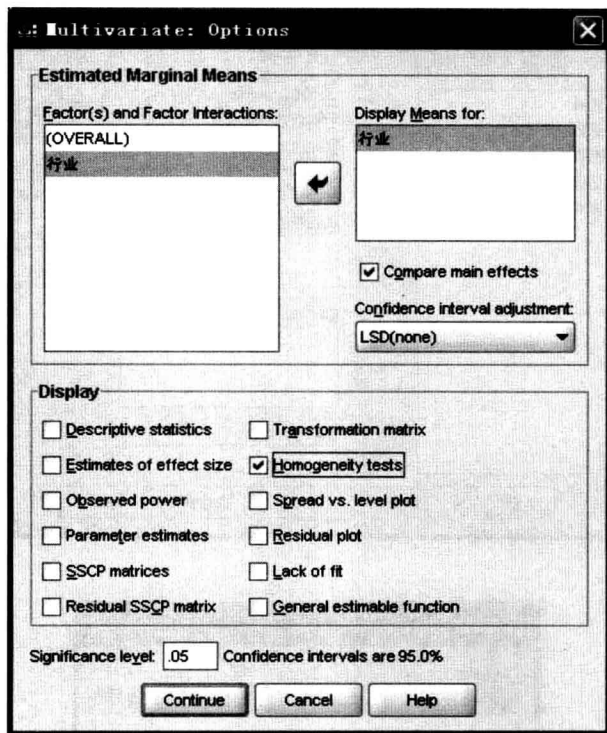 Multivariate: Options
Estimated Marginal Means
Factor(s) and Factor Interactions:
(OVERALL)
行业
Display Means for:
行业
Compare main effects
Confidence interval adjustment:
LSD(none)
Display
Descriptive statistics
Transformation matrix
Estimates of effect size
Homogeneity tests
Observed power
Spread vs. level plot
Parameter estimates
Residual plot
SSCP matrices
Lack of fit
Residual SSCP matrix
General estimable function
Significance level: .05 Confidence intervals are 95.0%
Continue
Cancel
Help